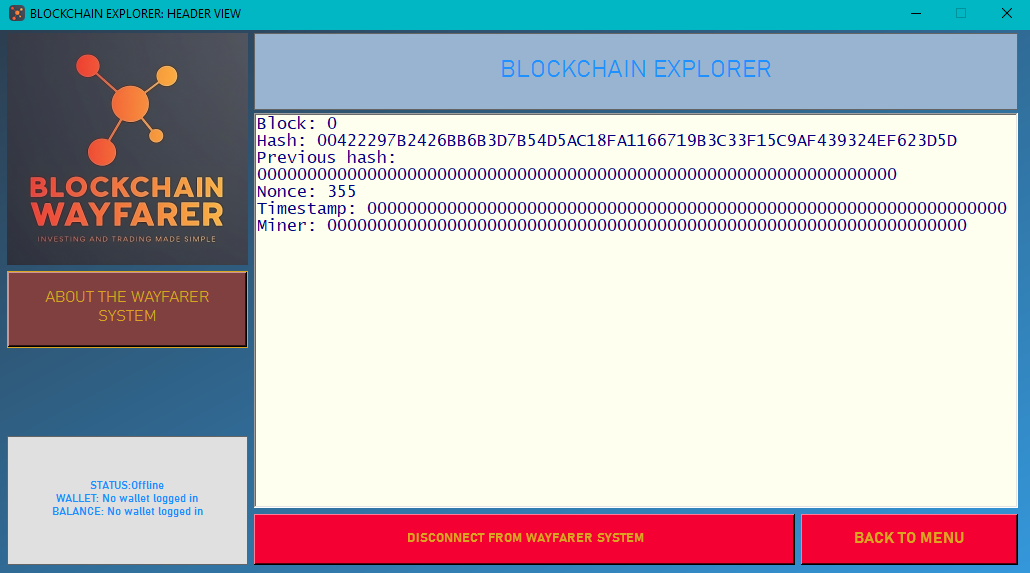 BLOCKCHAIN EXPLORER: HEADER VIEW
BLOCKCHAIN
WAYFARER
INVESTING AND TRADING MADE SIMPLE
ABOUT THE WAYFARER
SYSTEM
STATUS:Offline
WALLET: No wallet logged in
BALANCE: No wallet logged in
BLOCKCHAIN EXPLORER
Block: 0
Hash: 00422297B2426BB6B3D7B54D5AC18FA1166719B3C33F15C9AF439324EF623D5D
Previous hash:
0000000000000000000000000000000000000000000000000000000000000000
Nonce: 355
Timestamp: 0000000000000000000000000000000000000000000000000000000000000000
Miner: 0000000000000000000000000000000000000000000000000000000000000000
DISCONNECT FROM WAYFARER SYSTEM
BACK TO MENU